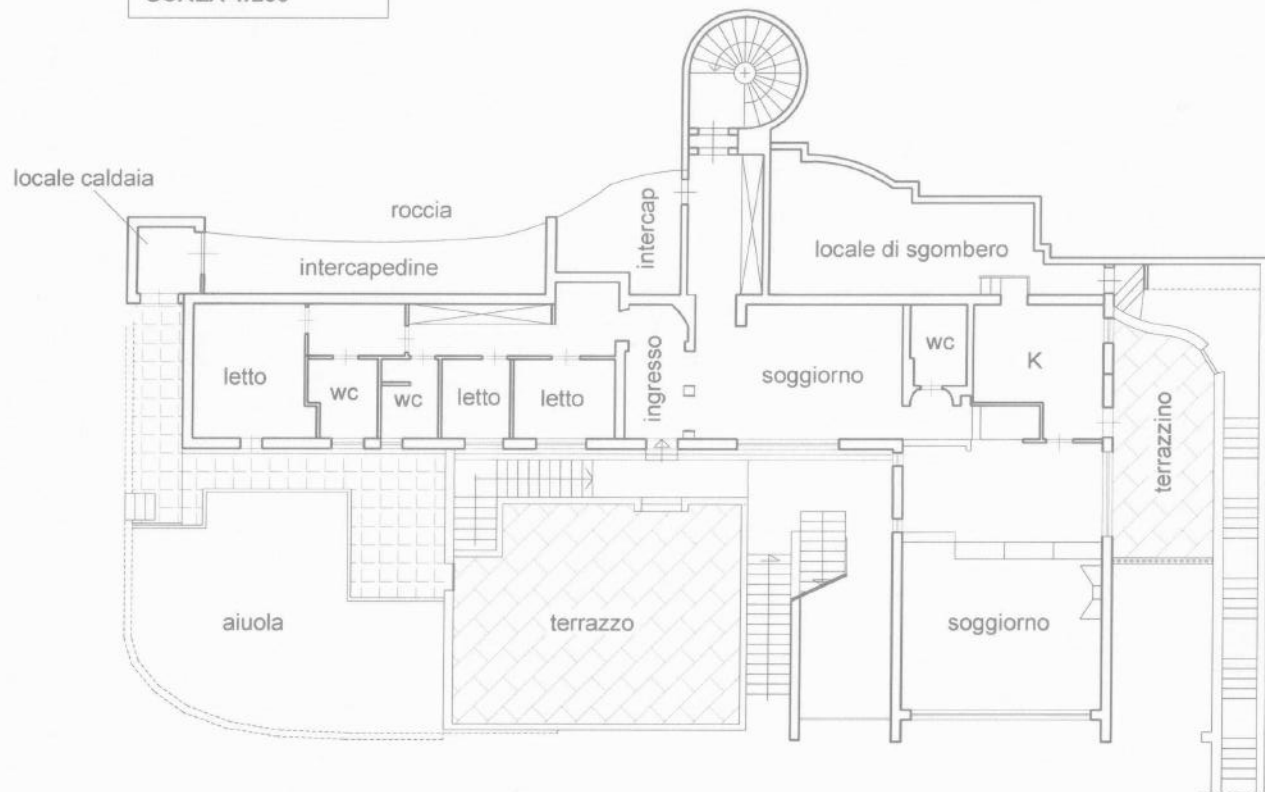 locale caldaia
roccia
intercapedine
intercap
locale di sgombero
letto
wc
wc
letto
letto
ingresso
soggiorno
wc
K
terrazzino
aiuola
terrazzo
soggiorno